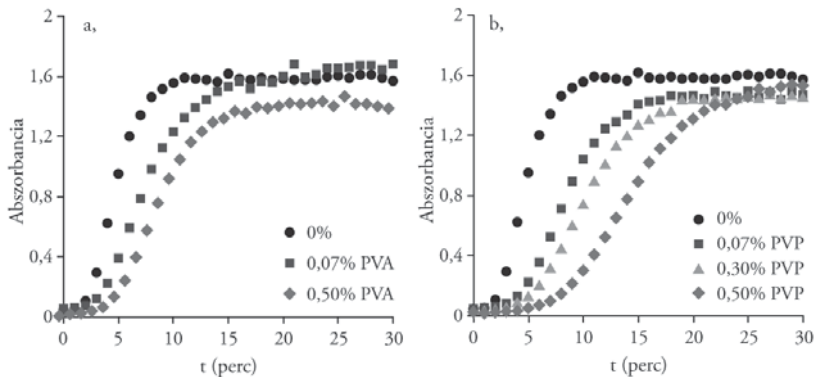 a,
Abszorbancia
1,6
1,2
0,8
0,4
0
0
5
10
15
20
25
30
t (perc)
0%
0,07% PVA
0,50% PVA
b,
Abszorbancia
2
1,6
1,2
0,8
0,4
0
0
5
10
15
20
25
30
t (perc)
0%
0,07% PVP
0,30% PVP
0,50% PVP